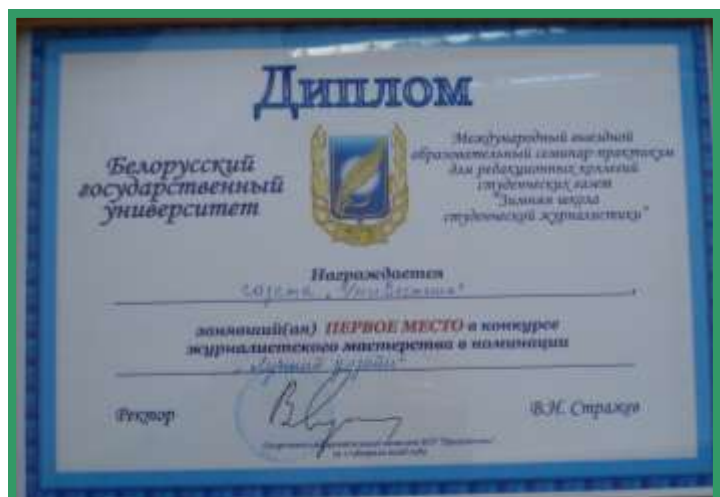 Диплом
Белорусский
государственный
университет
Международный выездной
образовательный семинар-практикум
для редакционных коллегий
студенческих газет
"Зимняя школа
студенческой журналистики"
Награждается
газета
занявший(ая) ПЕРВОЕ МЕСТО в конкурсе
журналистского мастерства в номинации
"Лучший дизайн"
Ректор
В.И. Стражев